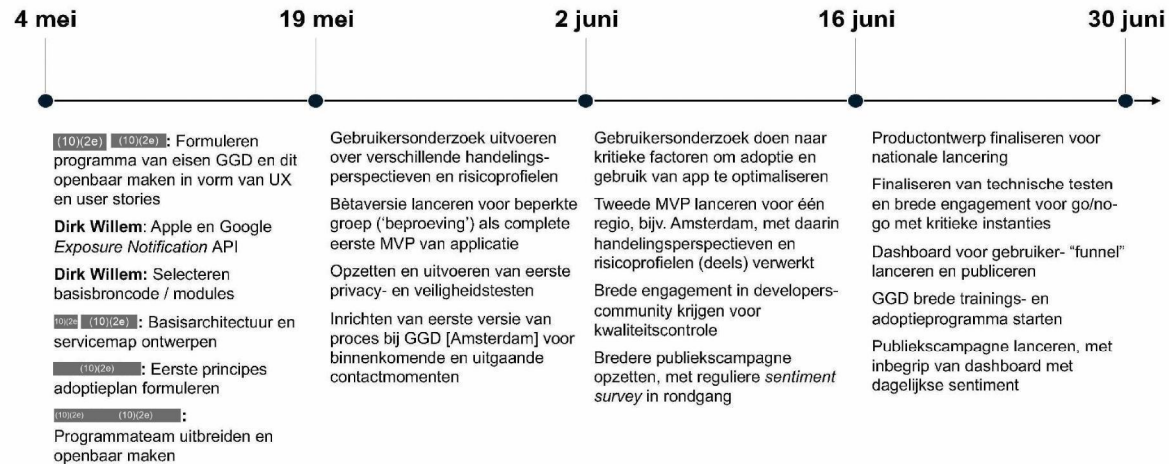 4 mei
19 mei
2 juni
16 juni
30 juni
(10)(2e) (10)(2e) : Formuleren
programma van eisen GGD en dit
openbaar maken in vorm van UX
en user stories
Dirk Willem: Apple en Google
Exposure Notification API
Dirk Willem: Selecteren
basisbroncode / modules
(10)(2e (10)(2e) : Basisarchitectuur en
servicemap ontwerpen
(10)(2e) : Eerste principes
adoptieplan formuleren
(10)(2e) (10)(2e) :
Programmateam uitbreiden en
openbaar maken
Gebruikersonderzoek uitvoeren
over verschillende handelings-
perspectieven en risicoprofielen
Bètaversie lanceren voor beperkte
groep (‘beproeving’) als complete
eerste MVP van applicatie
Opzetten en uitvoeren van eerste
privacy- en veiligheidstesten
Inrichten van eerste versie van
proces bij GGD [Amsterdam] voor
binnenkomende en uitgaande
contactmomenten
Gebruikersonderzoek doen naar
kritieke factoren om adoptie en
gebruik van app te optimaliseren
Tweede MVP lanceren voor één
regio, bijv. Amsterdam, met daarin
handelingsperspectieven en
risicoprofielen (deels) verwerkt
Brede engagement in developers-
community krijgen voor
kwaliteitscontrole
Bredere publiekscampagne
opzetten, met reguliere sentiment
survey in rondgang
Productontwerp finaliseren voor
nationale lancering
Finaliseren van technische testen
en brede engagement voor go/no-
go met kritieke instanties
Dashboard voor gebruiker- “funnel”
lanceren en publiceren
GGD brede trainings- en
adoptieprogramma starten
Publiekscampagne lanceren, met
inbegrip van dashboard met
dagelijkse sentiment